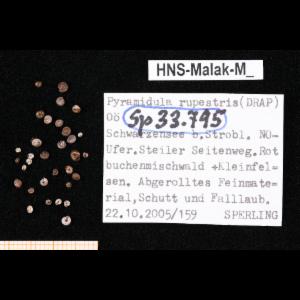 HNS-Malak-M_
Pyramidula rupestris(DRAP)
Sp 33.795
Schwarzensee b.Strobl. NO-
Ufer.Steiler Seitenweg.Rot
buchenmischwald +Kleinfel-
sen. Abgerolltes Feinmate-
rial,Schutt und Falllaub.
22.10.2005/159 SPERLING